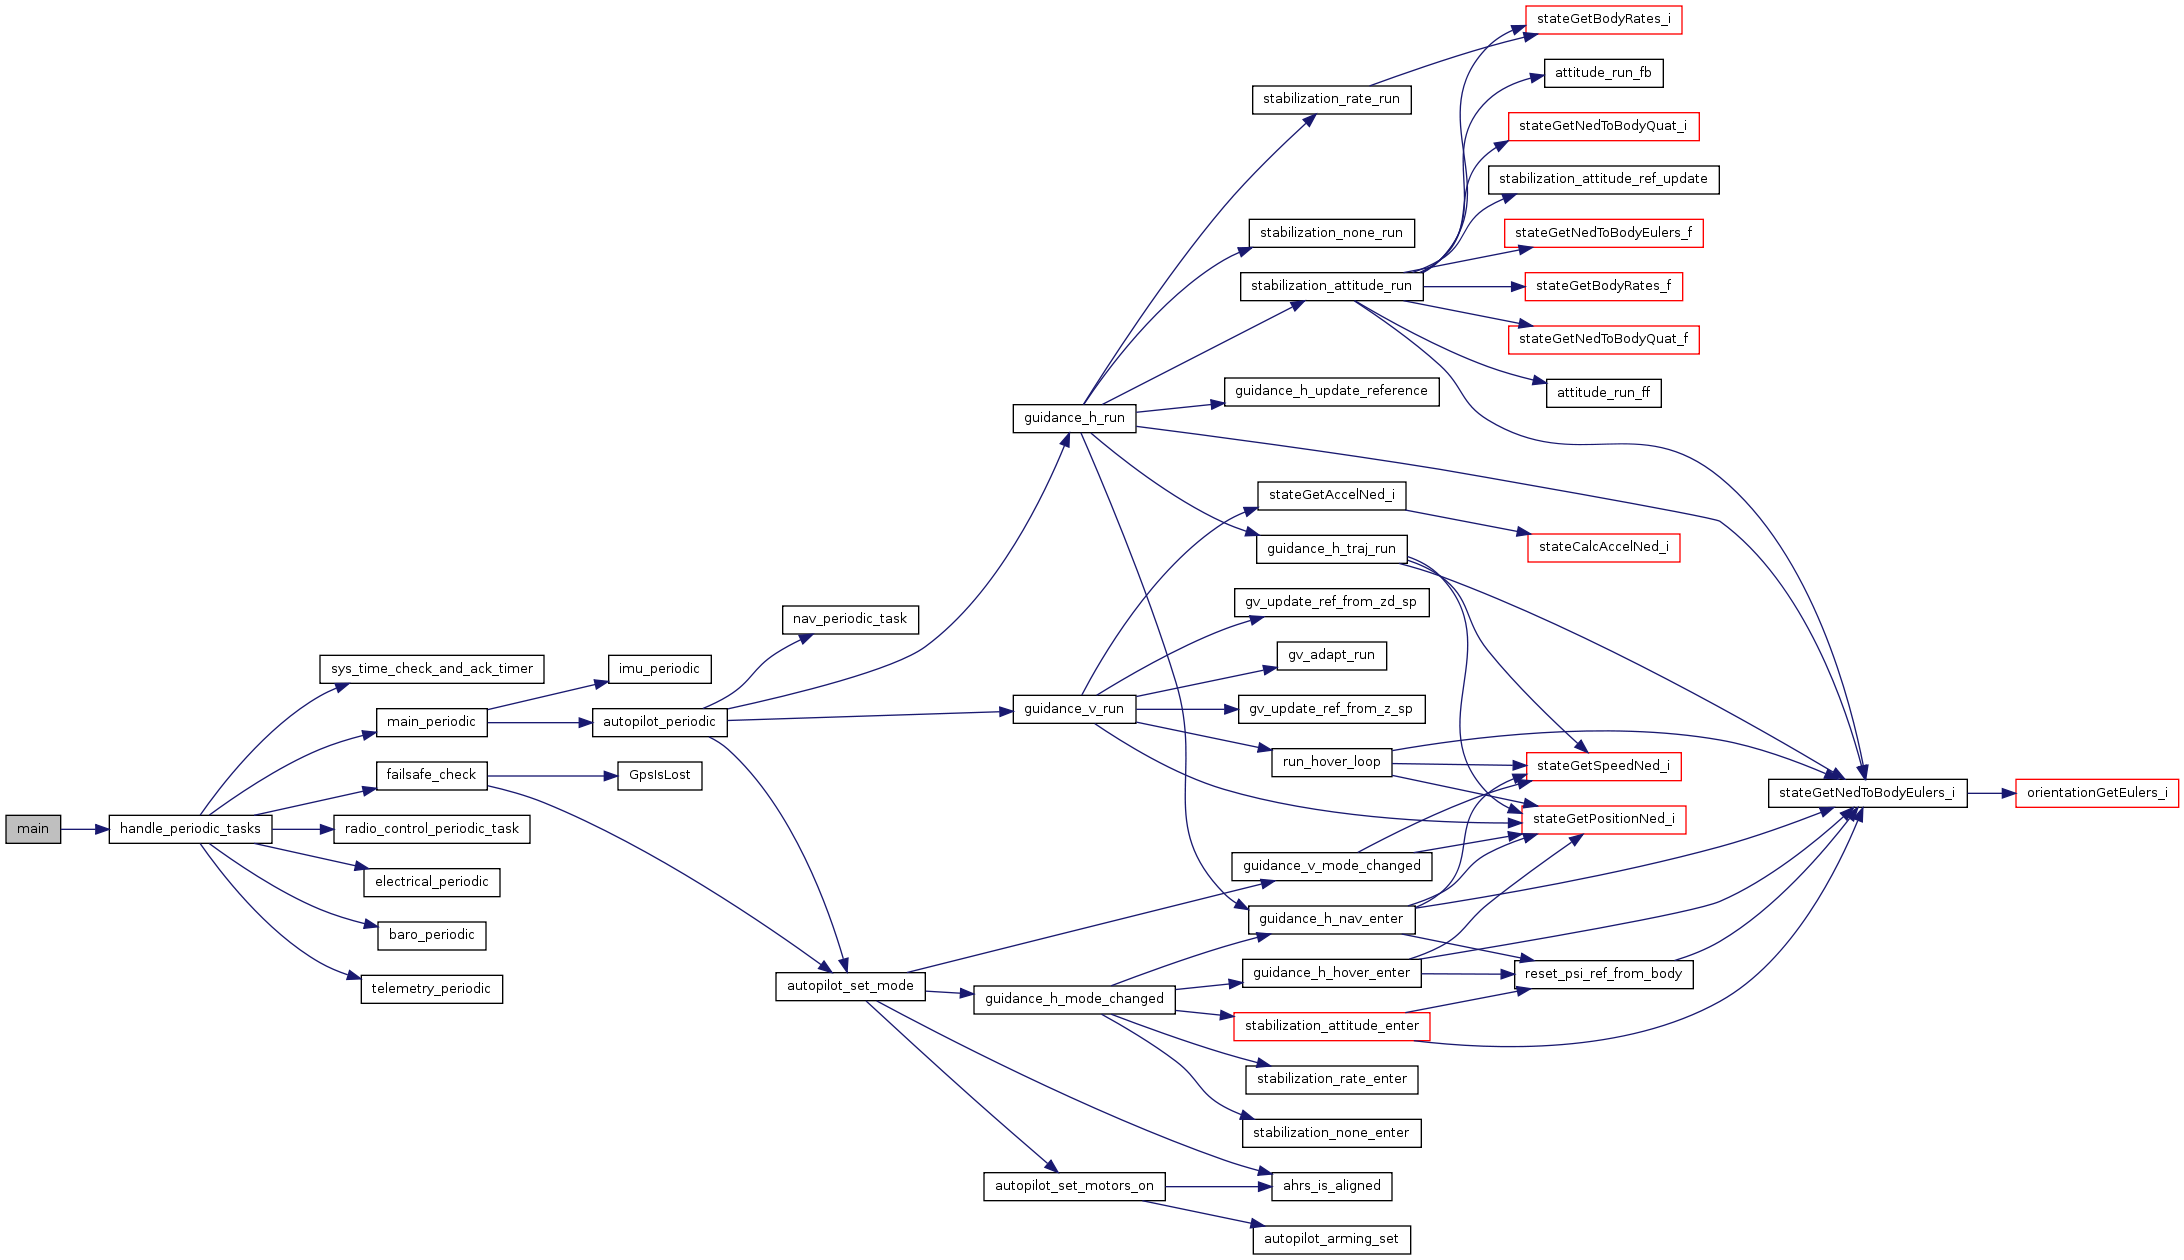 main
handle_periodic_tasks
sys_time_check_and_ack_timer
main_periodic
failsafe_check
radio_control_periodic_task
electrical_periodic
baro_periodic
telemetry_periodic
imu_periodic
autopilot_periodic
GpsIsLost
nav_periodic_task
autopilot_set_mode
guidance_h_run
guidance_v_run
guidance_h_mode_changed
autopilot_set_motors_on
stabilization_rate_run
stabilization_none_run
stabilization_attitude_run
guidance_h_update_reference
stateGetAccelNed_i
guidance_h_traj_run
gv_update_ref_from_zd_sp
gv_adapt_run
gv_update_ref_from_z_sp
run_hover_loop
guidance_v_mode_changed
guidance_h_nav_enter
guidance_h_hover_enter
stabilization_attitude_enter
stabilization_rate_enter
stabilization_none_enter
ahrs_is_aligned
autopilot_arming_set
stateGetBodyRates_i
attitude_run_fb
stateGetNedToBodyQuat_i
stabilization_attitude_ref_update
stateGetNedToBodyEulers_f
stateGetBodyRates_f
stateGetNedToBodyQuat_f
attitude_run_ff
stateCalcAccelNed_i
stateGetSpeedNed_i
stateGetPositionNed_i
reset_psi_ref_from_body
stateGetNedToBodyEulers_i
orientationGetEulers_i